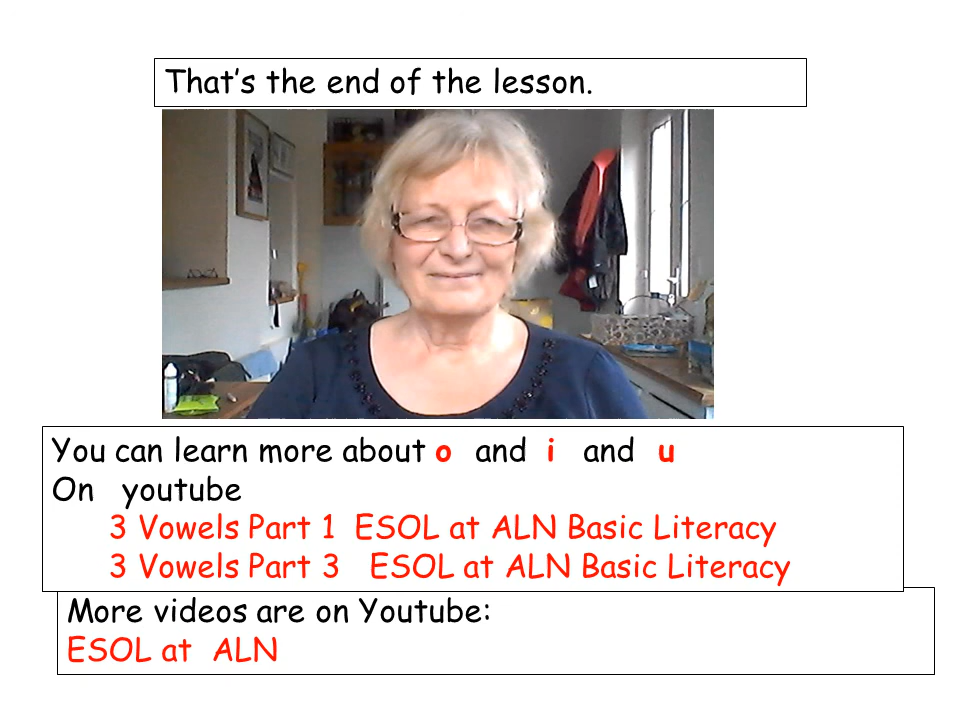 That’s the end of the lesson.
You can learn more about o and i and u
On youtube
3 Vowels Part 1 ESOL at ALN Basic Literacy
3 Vowels Part 3 ESOL at ALN Basic Literacy
More videos are on Youtube:
ESOL at ALN